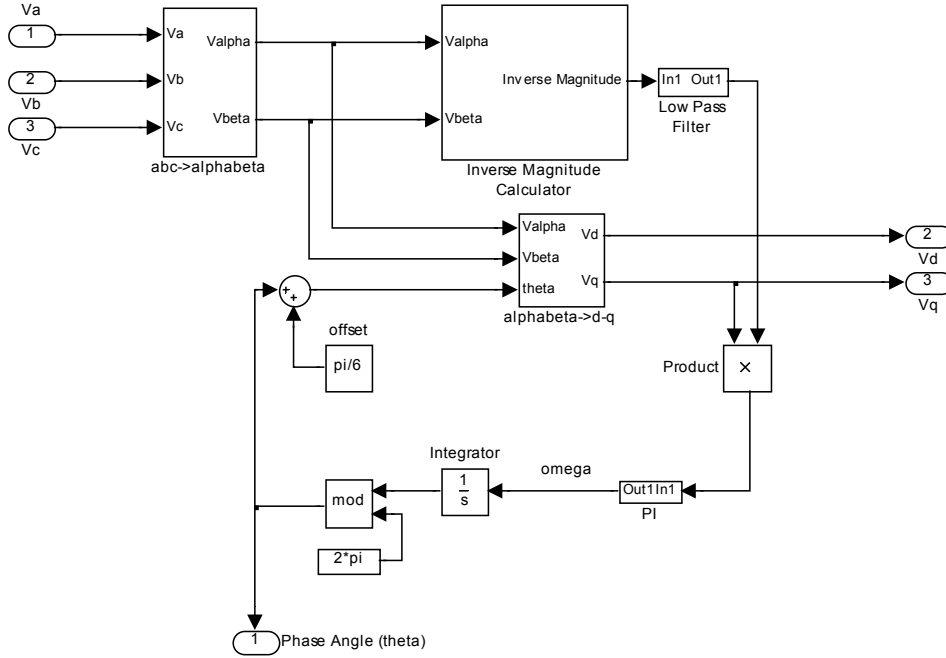 Va
1
2
Vb
3
Vc
Va
Vb
Vc
Valpha
Vbeta
abc->alphabeta
Valpha
Vbeta
Inverse Magnitude
Inverse Magnitude
Calculator
In1 Out1
Low Pass
Filter
Valpha
Vbeta
theta
Vd
Vq
alphabeta->d-q
2
Vd
3
Vq
+
+
offset
pi/6
Product
×
Integrator
1
s
omega
Out1In1
PI
mod
2*pi
1
Phase Angle (theta)